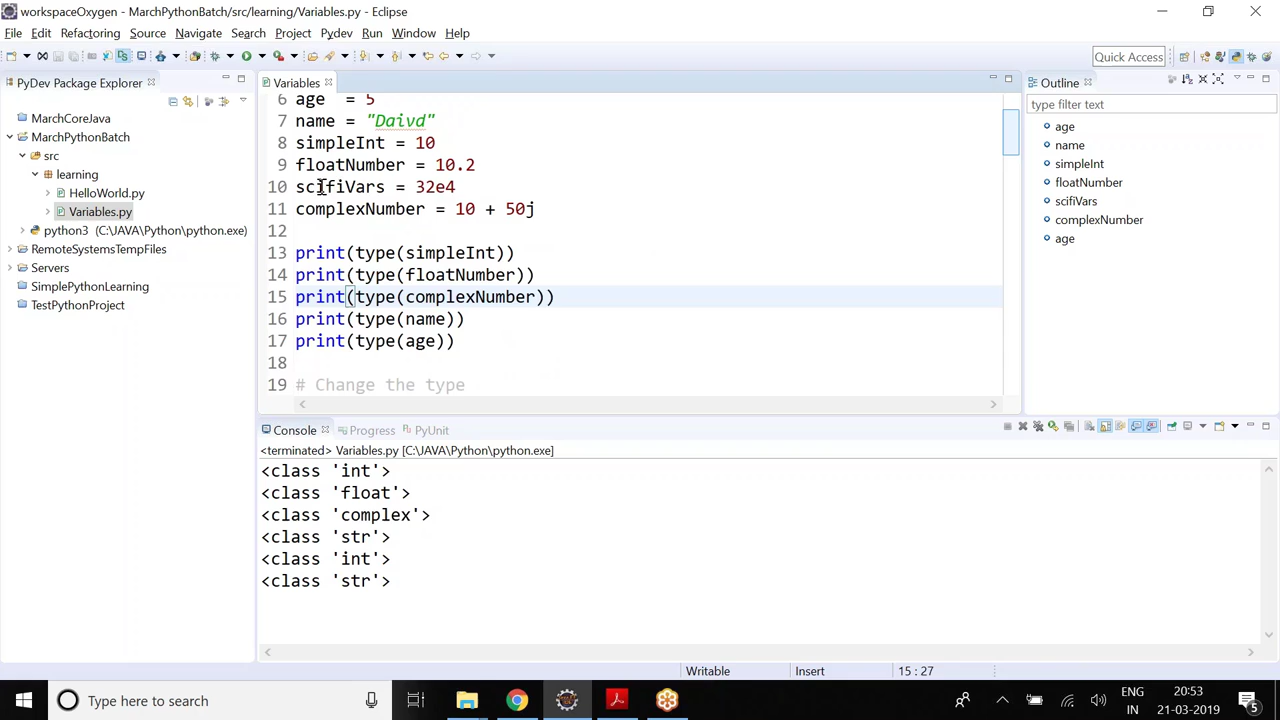 workspaceOxygen - MarchPythonBatch/src/learning/Variables.py - Eclipse
File Edit Refactoring Source Navigate Search Project Pydev Run Window Help
Quick Access
PyDev Package Explorer
MarchCoreJava
MarchPythonBatch
src
learning
HelloWorld.py
Variables.py
python3 (C:\JAVA\Python\python.exe)
RemoteSystemsTempFiles
Servers
SimplePythonLearning
TestPythonProject
Variables
6 age = 5
7 name = "Daivd"
8 simpleInt = 10
9 floatNumber = 10.2
10 scifiVars = 32e4
11 complexNumber = 10 + 50j
12
13 print(type(simpleInt))
14 print(type(floatNumber))
15 print(type(complexNumber))
16 print(type(name))
17 print(type(age))
18
19 # Change the type
Outline
type filter text
age
name
simpleInt
floatNumber
scifiVars
complexNumber
age
Console Progress PyUnit
<terminated> Variables.py [C:\JAVA\Python\python.exe]
<class 'int'>
<class 'float'>
<class 'complex'>
<class 'str'>
<class 'int'>
<class 'str'>
Writable Insert 15 : 27
Type here to search
ENG
IN
20:53
21-03-2019
5